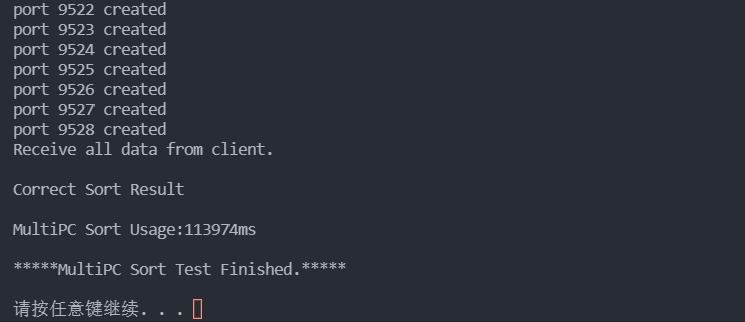 port 9522 created
port 9523 created
port 9524 created
port 9525 created
port 9526 created
port 9527 created
port 9528 created
Receive all data from client.
Correct Sort Result
MultiPC Sort Usage:113974ms
*****MultiPC Sort Test Finished.*****
请按任意键继续. . .